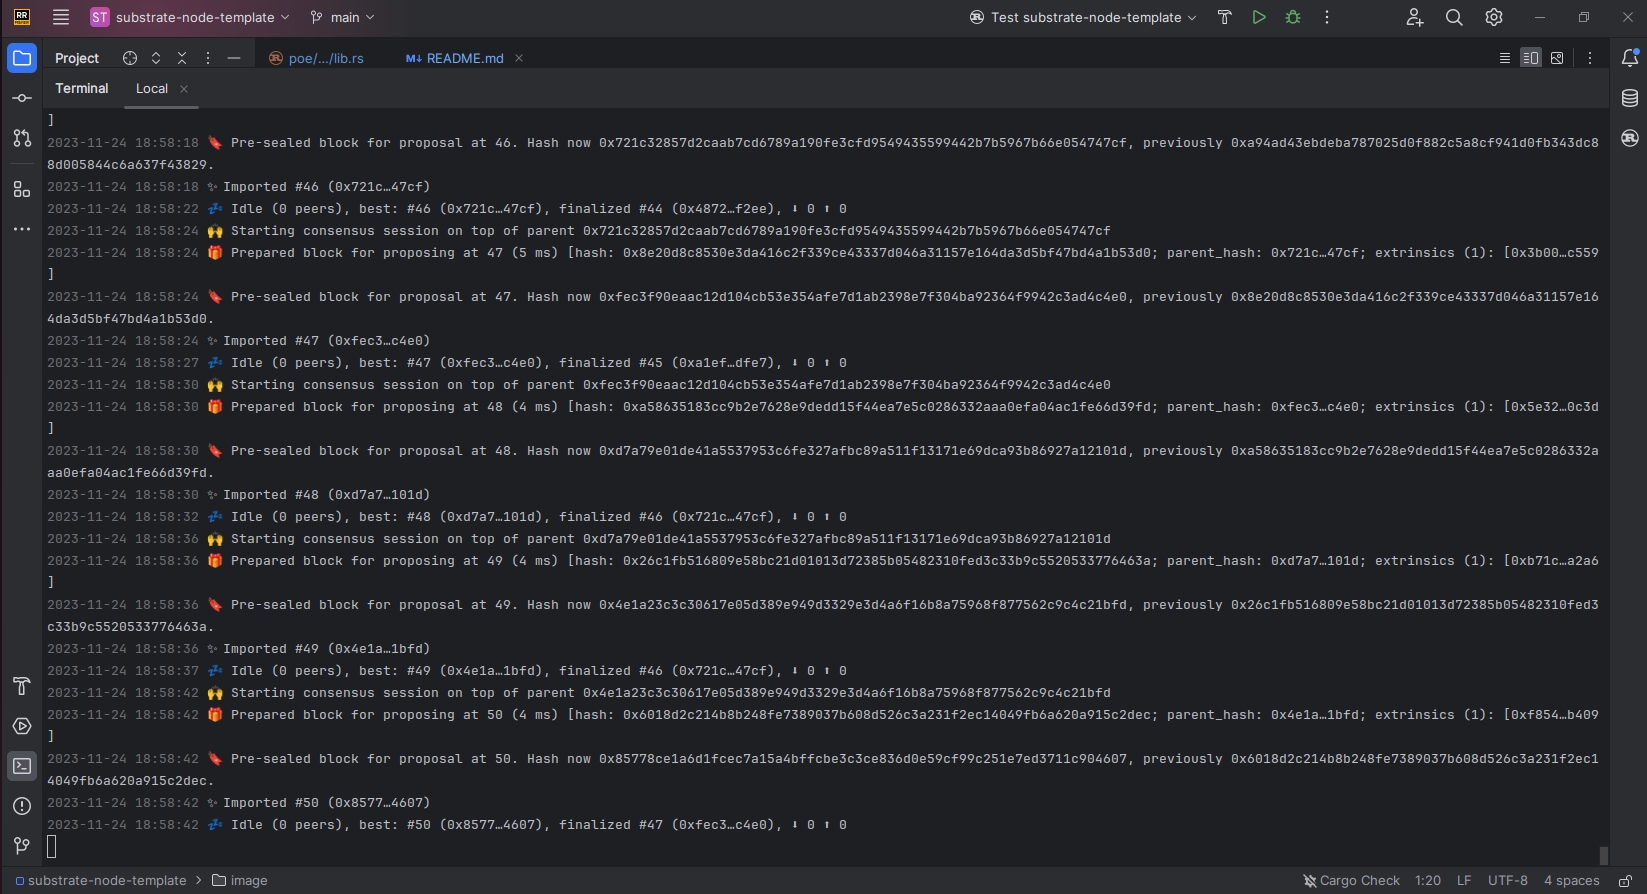 RR
ST substrate-node-template main Test substrate-node-template
Project poe/.../lib.rs M↓ README.md
Terminal Local
]
2023-11-24 18:58:18 🔖 Pre-sealed block for proposal at 46. Hash now 0x721c32857d2caab7cd6789a190fe3cfd9549435599442b7b5967b66e054747cf, previously 0xa94ad43ebdeba787025d0f882c5a8cf941d0fb343dc8
8d005844c6a637f43829.
2023-11-24 18:58:18 ✨ Imported #46 (0x721c…47cf)
2023-11-24 18:58:22 💤 Idle (0 peers), best: #46 (0x721c…47cf), finalized #44 (0x4872…f2ee), ⬇ 0 ⬆ 0
2023-11-24 18:58:24 🙌 Starting consensus session on top of parent 0x721c32857d2caab7cd6789a190fe3cfd9549435599442b7b5967b66e054747cf
2023-11-24 18:58:24 🎁 Prepared block for proposing at 47 (5 ms) [hash: 0x8e20d8c8530e3da416c2f339ce43337d046a31157e164da3d5bf47bd4a1b53d0; parent_hash: 0x721c…47cf; extrinsics (1): [0x3b00…c559
]
2023-11-24 18:58:24 🔖 Pre-sealed block for proposal at 47. Hash now 0xfec3f90eaac12d104cb53e354afe7d1ab2398e7f304ba92364f9942c3ad4c4e0, previously 0x8e20d8c8530e3da416c2f339ce43337d046a31157e16
4da3d5bf47bd4a1b53d0.
2023-11-24 18:58:24 ✨ Imported #47 (0xfec3…c4e0)
2023-11-24 18:58:27 💤 Idle (0 peers), best: #47 (0xfec3…c4e0), finalized #45 (0xa1ef…dfe7), ⬇ 0 ⬆ 0
2023-11-24 18:58:30 🙌 Starting consensus session on top of parent 0xfec3f90eaac12d104cb53e354afe7d1ab2398e7f304ba92364f9942c3ad4c4e0
2023-11-24 18:58:30 🎁 Prepared block for proposing at 48 (4 ms) [hash: 0xa58635183cc9b2e7628e9dedd15f44ea7e5c0286332aaa0efa04ac1fe66d39fd; parent_hash: 0xfec3…c4e0; extrinsics (1): [0x5e32…0c3d
]
2023-11-24 18:58:30 🔖 Pre-sealed block for proposal at 48. Hash now 0xd7a79e01de41a5537953c6fe327afbc89a511f13171e69dca93b86927a12101d, previously 0xa58635183cc9b2e7628e9dedd15f44ea7e5c0286332a
aa0efa04ac1fe66d39fd.
2023-11-24 18:58:30 ✨ Imported #48 (0xd7a7…101d)
2023-11-24 18:58:32 💤 Idle (0 peers), best: #48 (0xd7a7…101d), finalized #46 (0x721c…47cf), ⬇ 0 ⬆ 0
2023-11-24 18:58:36 🙌 Starting consensus session on top of parent 0xd7a79e01de41a5537953c6fe327afbc89a511f13171e69dca93b86927a12101d
2023-11-24 18:58:36 🎁 Prepared block for proposing at 49 (4 ms) [hash: 0x26c1fb516809e58bc21d01013d72385b05482310fed3c33b9c5520533776463a; parent_hash: 0xd7a7…101d; extrinsics (1): [0xb71c…a2a6
]
2023-11-24 18:58:36 🔖 Pre-sealed block for proposal at 49. Hash now 0x4e1a23c3c30617e05d389e949d3329e3d4a6f16b8a75968f877562c9c4c21bfd, previously 0x26c1fb516809e58bc21d01013d72385b05482310fed3
c33b9c5520533776463a.
2023-11-24 18:58:36 ✨ Imported #49 (0x4e1a…1bfd)
2023-11-24 18:58:37 💤 Idle (0 peers), best: #49 (0x4e1a…1bfd), finalized #46 (0x721c…47cf), ⬇ 0 ⬆ 0
2023-11-24 18:58:42 🙌 Starting consensus session on top of parent 0x4e1a23c3c30617e05d389e949d3329e3d4a6f16b8a75968f877562c9c4c21bfd
2023-11-24 18:58:42 🎁 Prepared block for proposing at 50 (4 ms) [hash: 0x6018d2c214b8b248fe7389037b608d526c3a231f2ec14049fb6a620a915c2dec; parent_hash: 0x4e1a…1bfd; extrinsics (1): [0xf854…b409
]
2023-11-24 18:58:42 🔖 Pre-sealed block for proposal at 50. Hash now 0x85778ce1a6d1fcec7a15a4bffcbe3c3ce836d0e59cf99c251e7ed3711c904607, previously 0x6018d2c214b8b248fe7389037b608d526c3a231f2ec1
4049fb6a620a915c2dec.
2023-11-24 18:58:42 ✨ Imported #50 (0x8577…4607)
2023-11-24 18:58:42 💤 Idle (0 peers), best: #50 (0x8577…4607), finalized #47 (0xfec3…c4e0), ⬇ 0 ⬆ 0
substrate-node-template > image Cargo Check 1:20 LF UTF-8 4 spaces